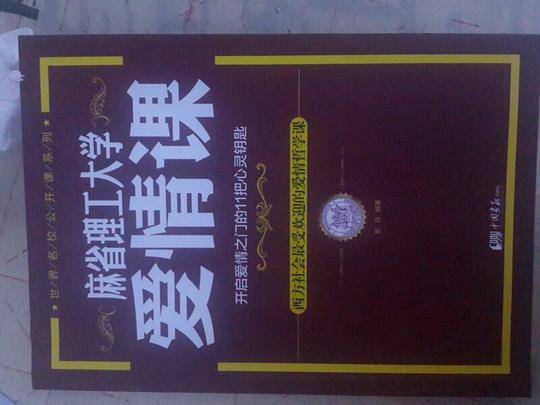 ★世/界/名/校/公/开/课/系/列★
麻省理工大学
爱情课
开启爱情之门的11把心灵钥匙
西方社会最受欢迎的爱情哲学课
编著